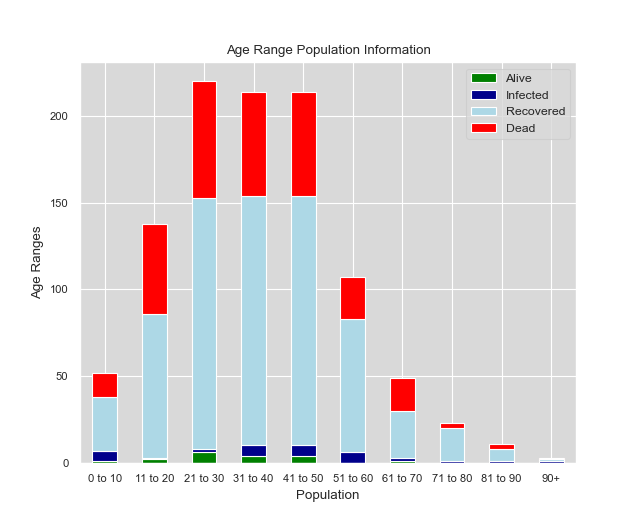 Age Range Population Information
Alive
Infected
Recovered
Dead
200
150
100
50
0
Age Ranges
0 to 10 11 to 20 21 to 30 31 to 40 41 to 50 51 to 60 61 to 70 71 to 80 81 to 90 90+
Population